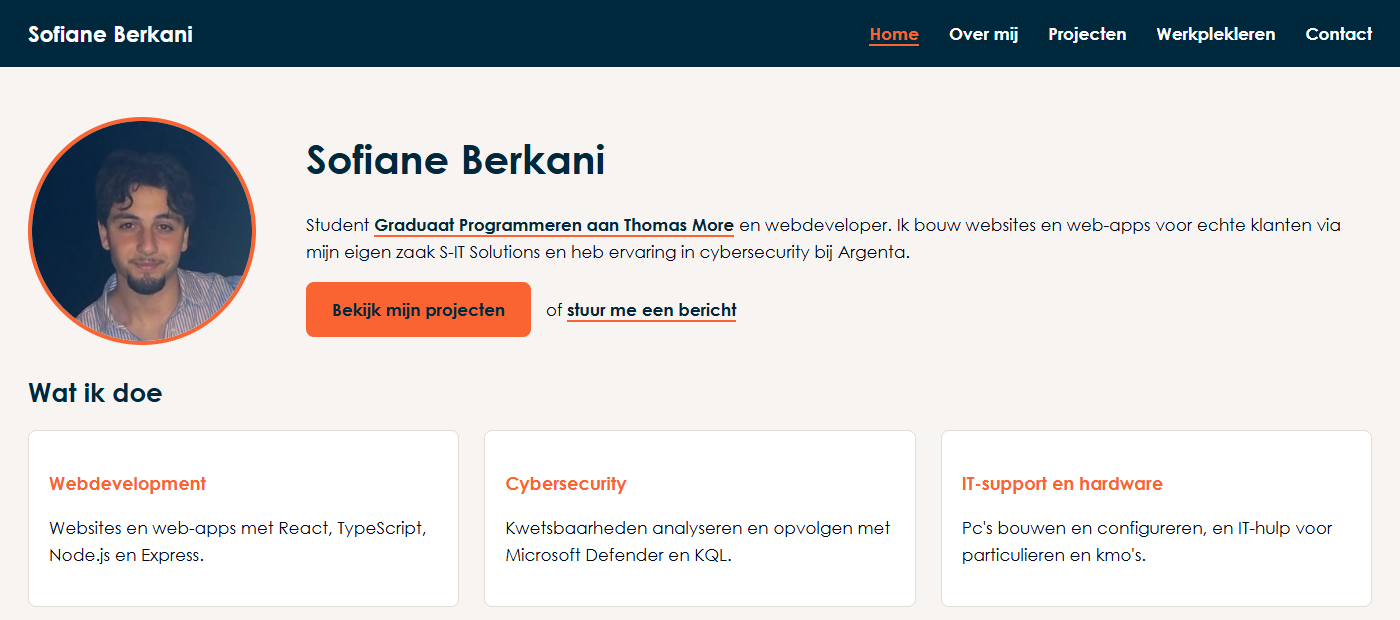 Sofiane Berkani
Home Over mij Projecten Werkplekleren Contact
Sofiane Berkani
Student Graduaat Programmeren aan Thomas More en webdeveloper. Ik bouw websites en web-apps voor echte klanten via
mijn eigen zaak S-IT Solutions en heb ervaring in cybersecurity bij Argenta.
Bekijk mijn projecten of stuur me een bericht
Wat ik doe
Webdevelopment
Websites en web-apps met React, TypeScript,
Node.js en Express.
Cybersecurity
Kwetsbaarheden analyseren en opvolgen met
Microsoft Defender en KQL.
IT-support en hardware
Pc's bouwen en configureren, en IT-hulp voor
particulieren en kmo's.